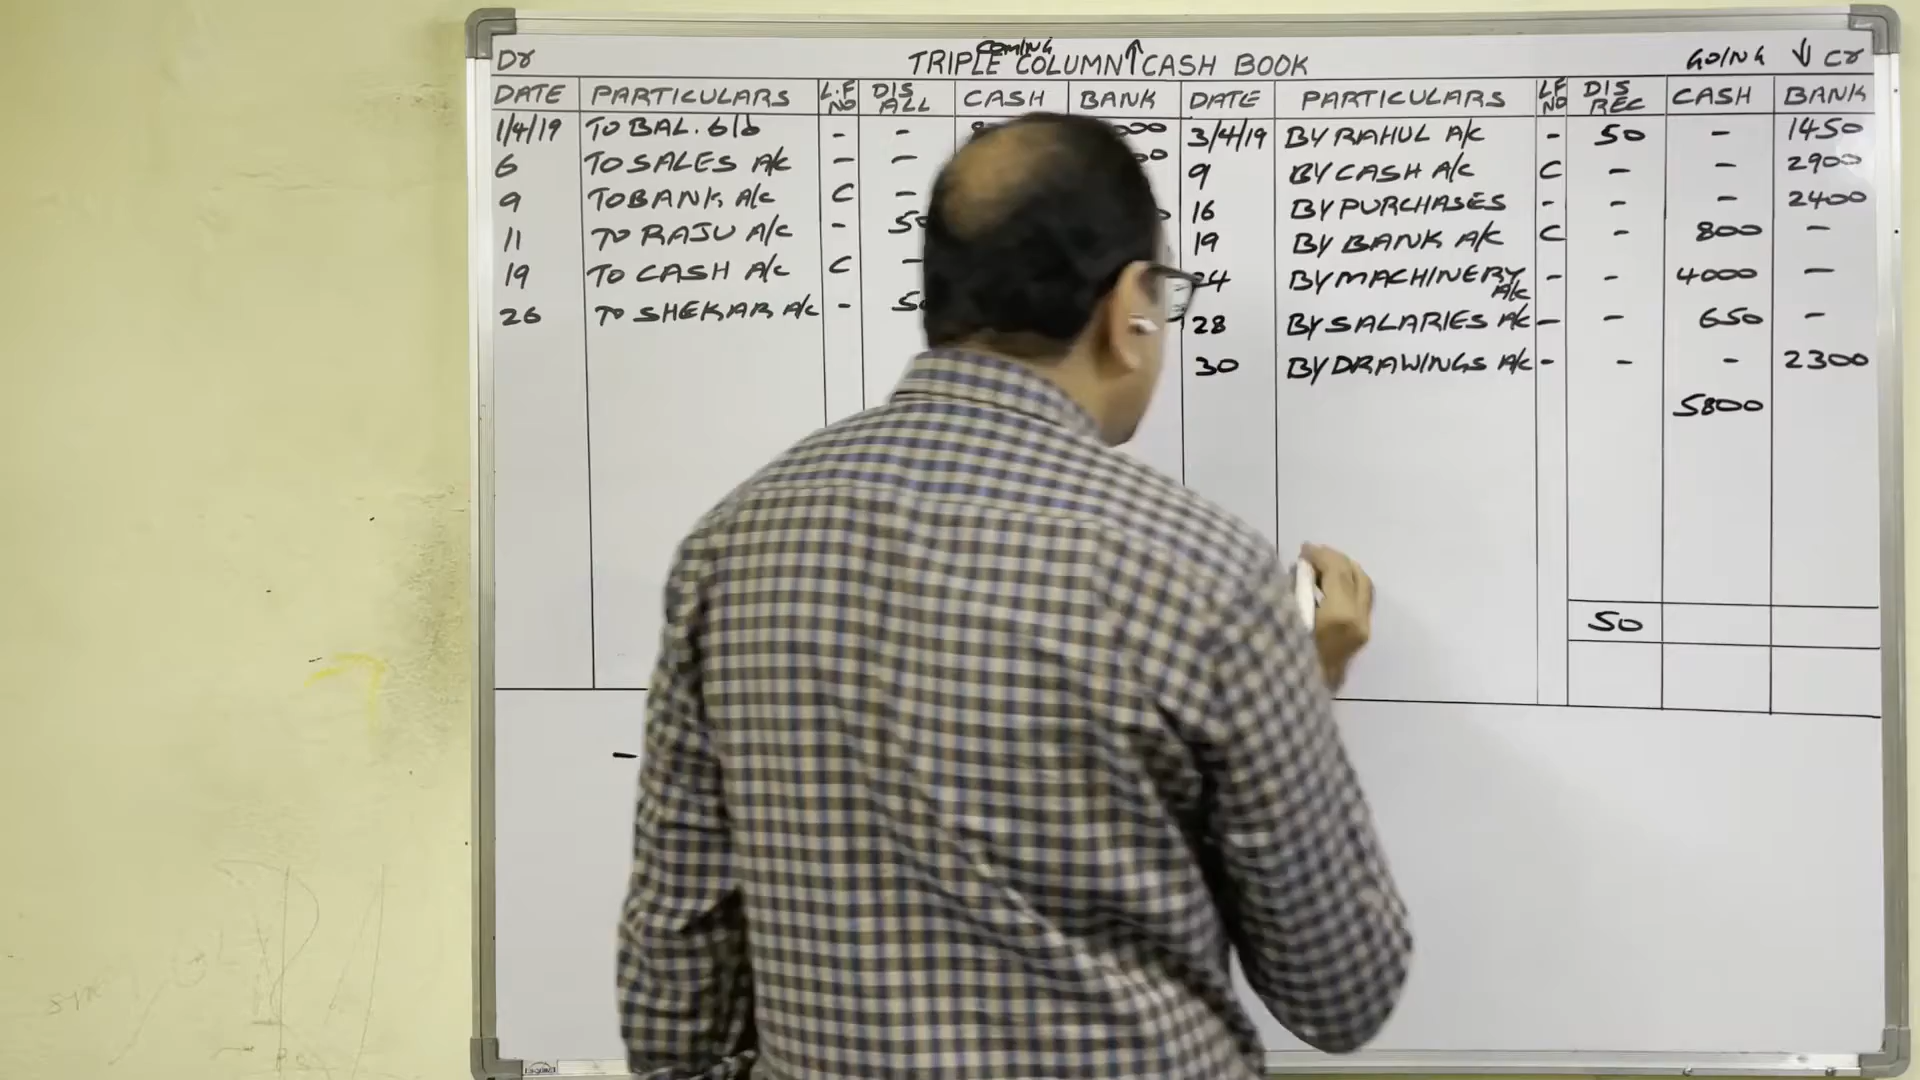 Dr TRIPLE COLUMN CASH BOOK Cr
COMING ↑ GOING ↓
DATE PARTICULARS L.F NO DIS ALL CASH BANK DATE PARTICULARS LF NO DIS REC CASH BANK
1/4/19 TO BAL. b/d - - 3/4/19 BY RAHUL A/c - 50 - 1450
6 TO SALES A/c - - 9 BY CASH A/c C - - 2900
9 TO BANK A/c C - 16 BY PURCHASES - - - 2400
11 TO RAJU A/c - 19 BY BANK A/c C - 800 -
19 TO CASH A/c C - 24 BY MACHINERY A/c - - 4000 -
26 TO SHEKAR A/c - 28 BY SALARIES A/c - - 650 -
30 BY DRAWINGS A/c - - - 2300
5800
50
-